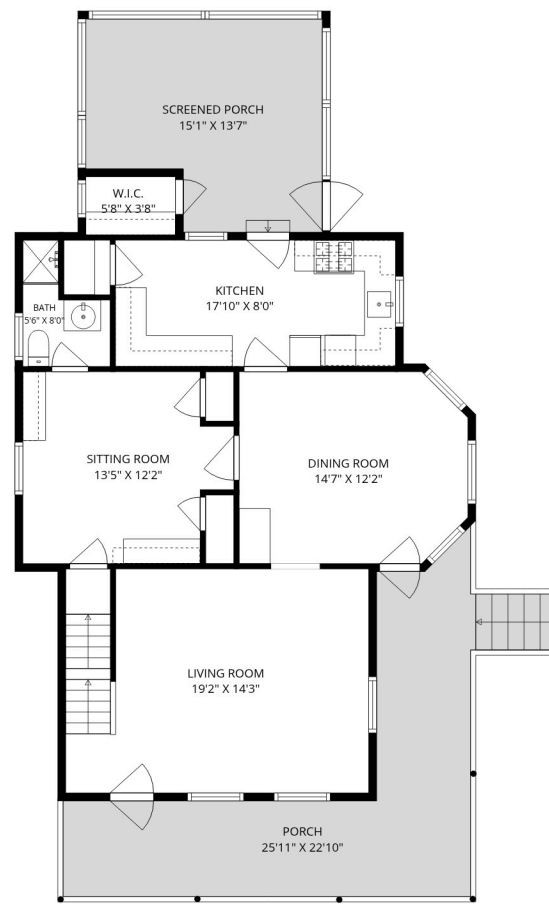 SCREENED PORCH
15'1" X 13'7"
W.I.C.
5'8" X 3'8"
KITCHEN
17'10" X 8'0"
BATH
5'6" X 8'0"
SITTING ROOM
13'5" X 12'2"
DINING ROOM
14'7" X 12'2"
LIVING ROOM
19'2" X 14'3"
PORCH
25'11" X 22'10"